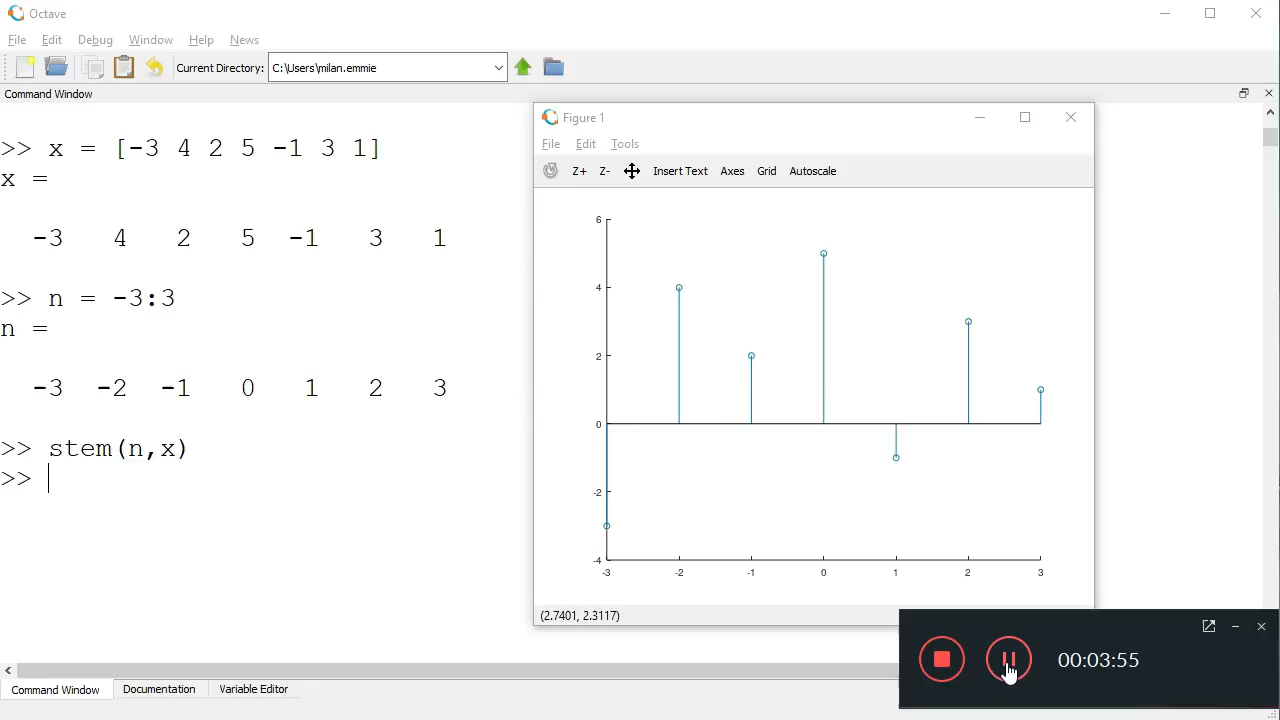 Octave
File Edit Debug Window Help News
Current Directory: C:\Users\milan.emmie
Command Window
>> x = [-3 4 2 5 -1 3 1]
x =
-3 4 2 5 -1 3 1
>> n = -3:3
n =
-3 -2 -1 0 1 2 3
>> stem(n,x)
>>
Figure 1
File Edit Tools
Z+ Z- Insert Text Axes Grid Autoscale
6
4
2
0
-2
-4
-3 -2 -1 0 1 2 3
(2.7401, 2.3117)
00:03:55
Command Window Documentation Variable Editor